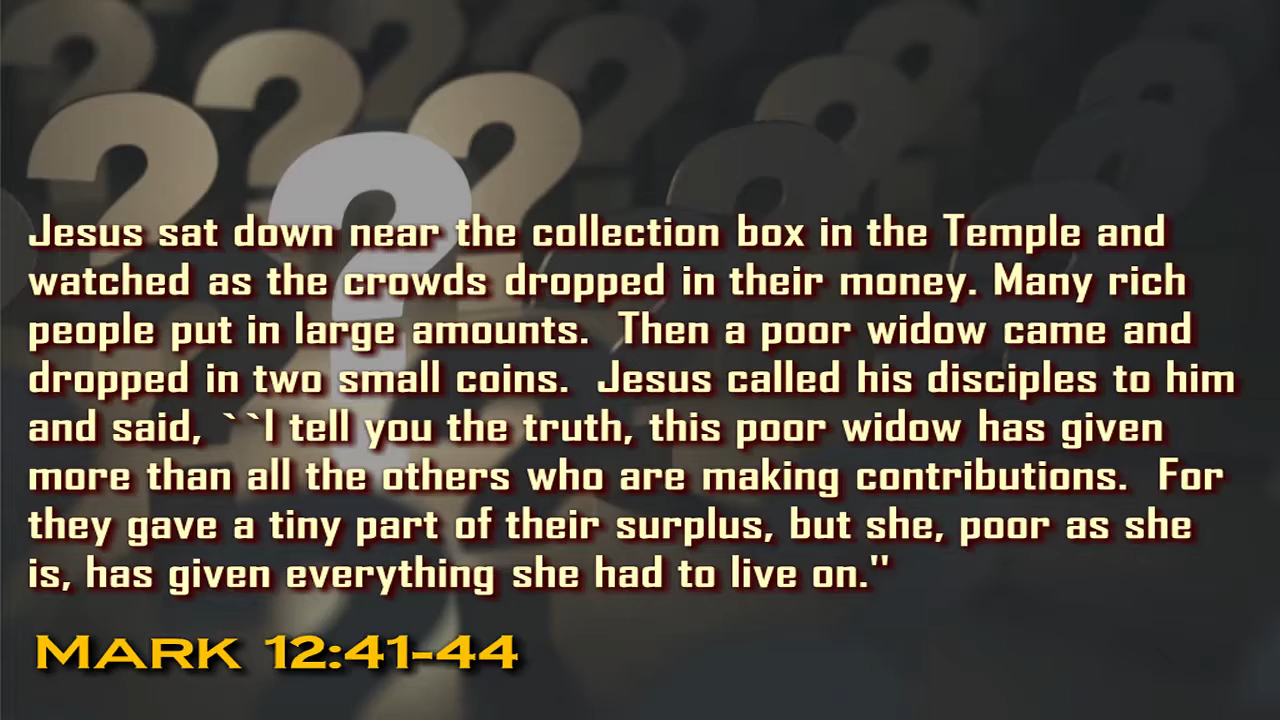 Jesus sat down near the collection box in the Temple and
watched as the crowds dropped in their money. Many rich
people put in large amounts.  Then a poor widow came and
dropped in two small coins.  Jesus called his disciples to him
and said, ``I tell you the truth, this poor widow has given
more than all the others who are making contributions.  For
they gave a tiny part of their surplus, but she, poor as she
is, has given everything she had to live on."
Mark 12:41-44